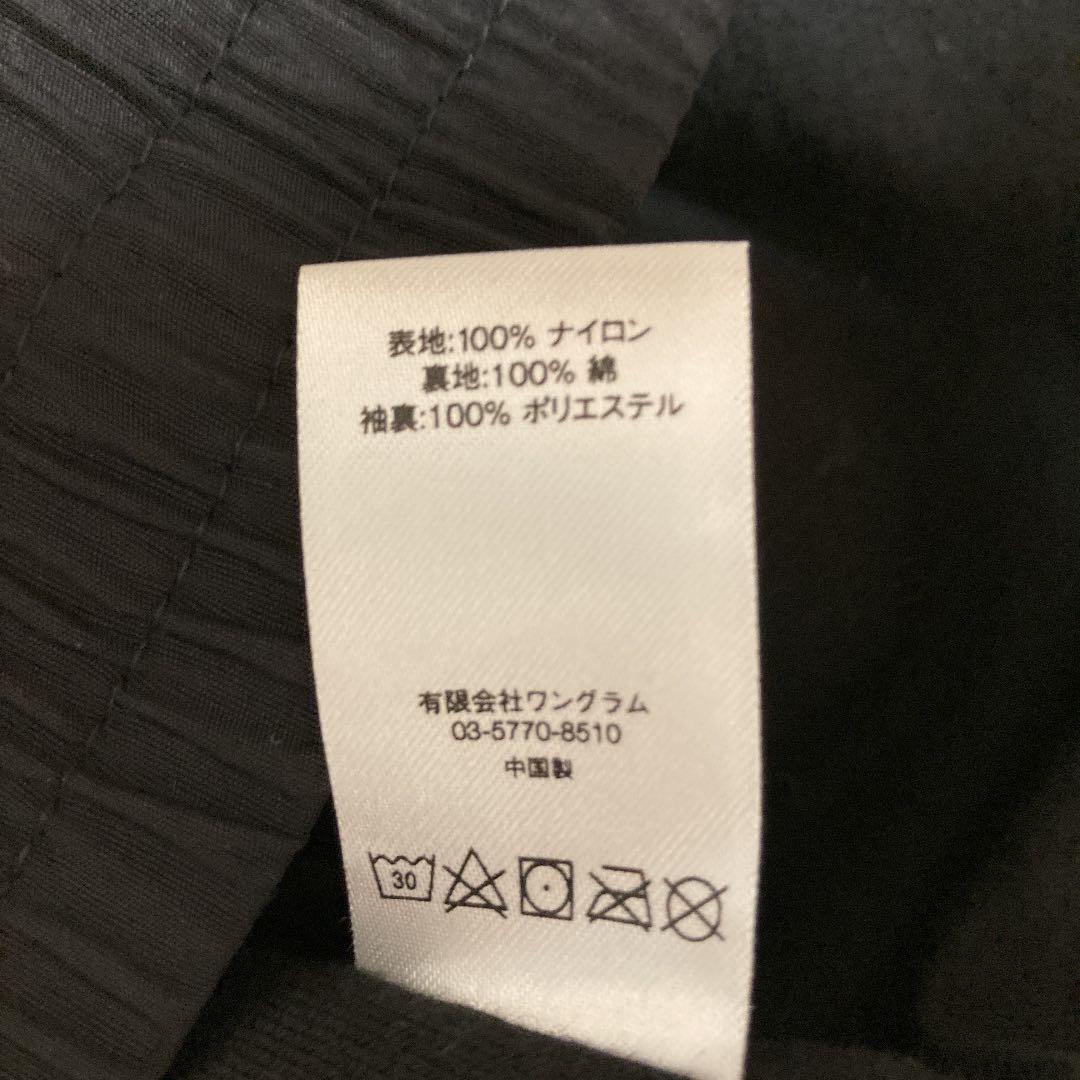 表地:100% ナイロン
裏地:100% 綿
袖裏:100% ポリエステル
有限会社ワングラム
03-5770-8510
中国製
30